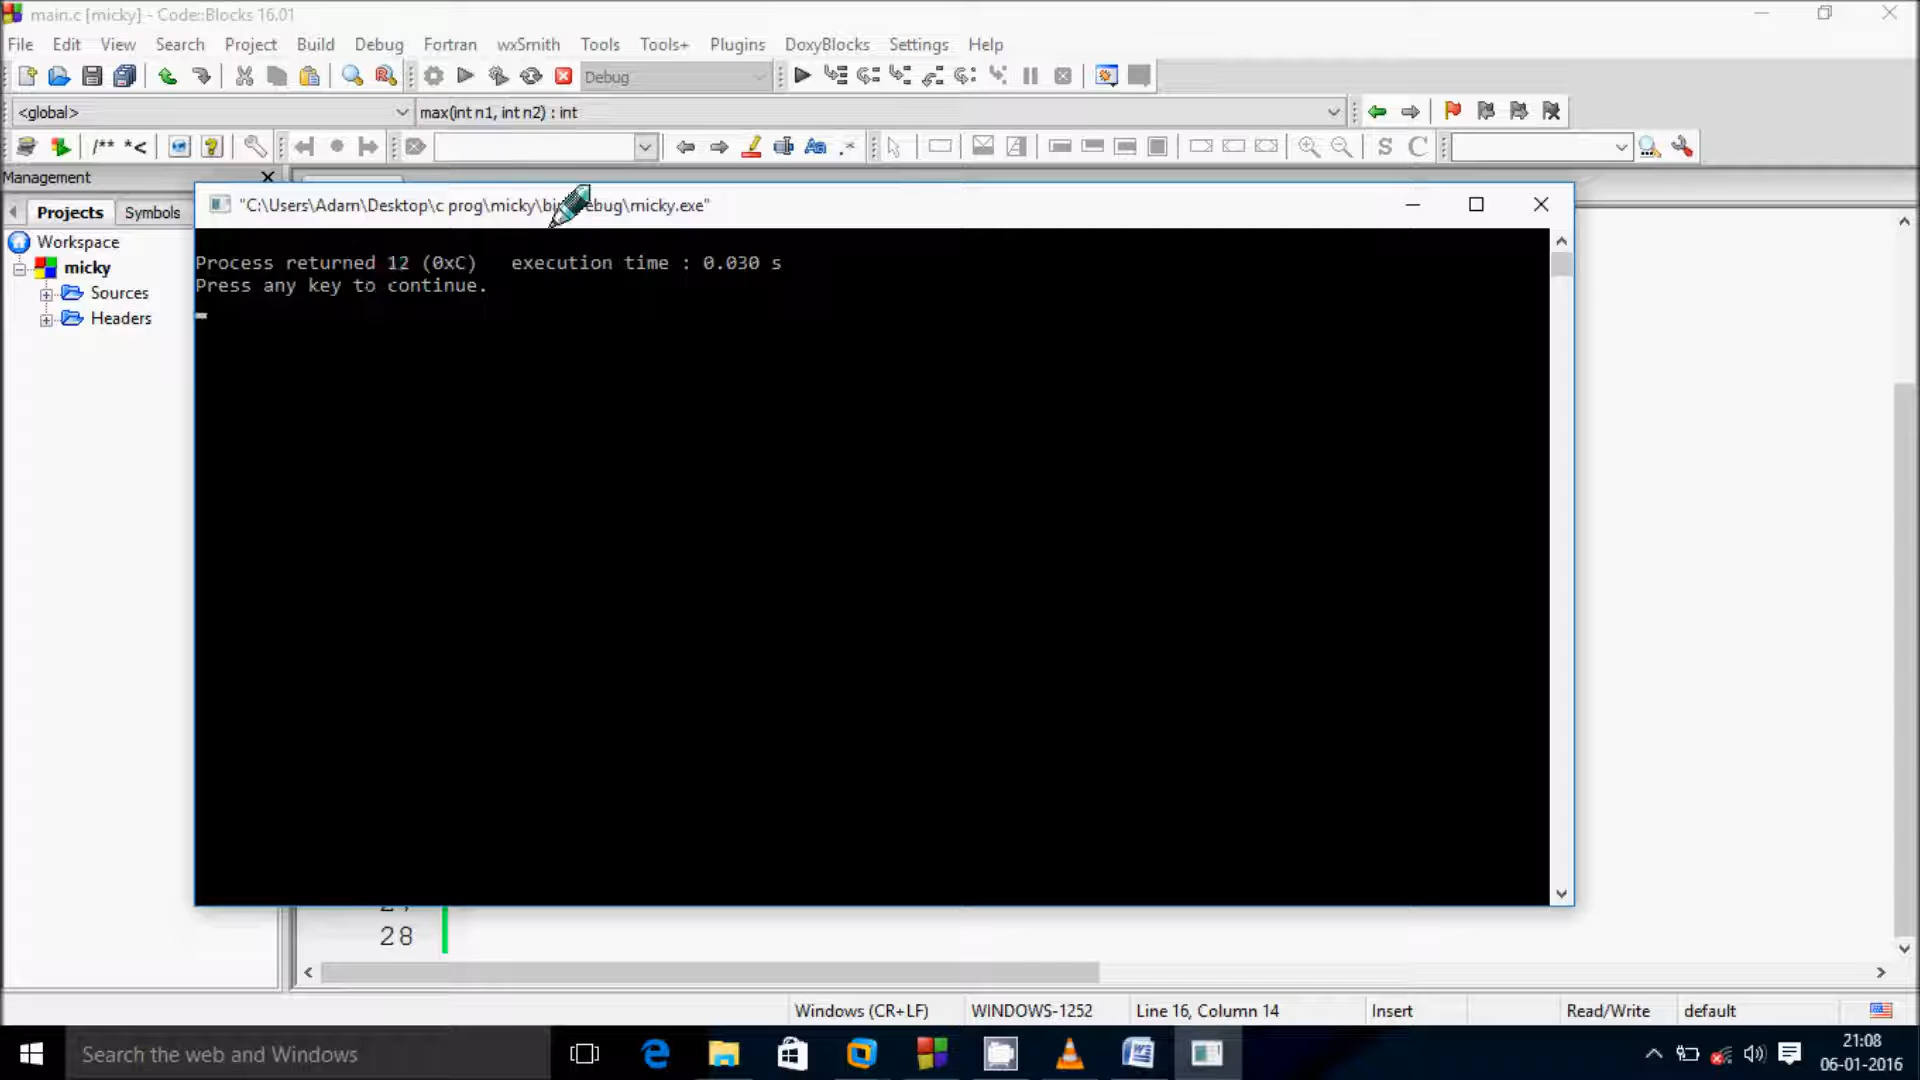 main.c [micky] - Code::Blocks 16.01
File Edit View Search Project Build Debug Fortran wxSmith Tools Tools+ Plugins DoxyBlocks Settings Help
Debug
<global> max(int n1, int n2) : int
/** *< Aa .* S C
Management
Projects Symbols
"C:\Users\Adam\Desktop\c prog\micky\bin ebug\micky.exe"
Workspace
micky
Sources
Headers
Process returned 12 (0xC) execution time : 0.030 s
Press any key to continue.
28
Windows (CR+LF) WINDOWS-1252 Line 16, Column 14 Insert Read/Write default
Search the web and Windows
21:08
06-01-2016